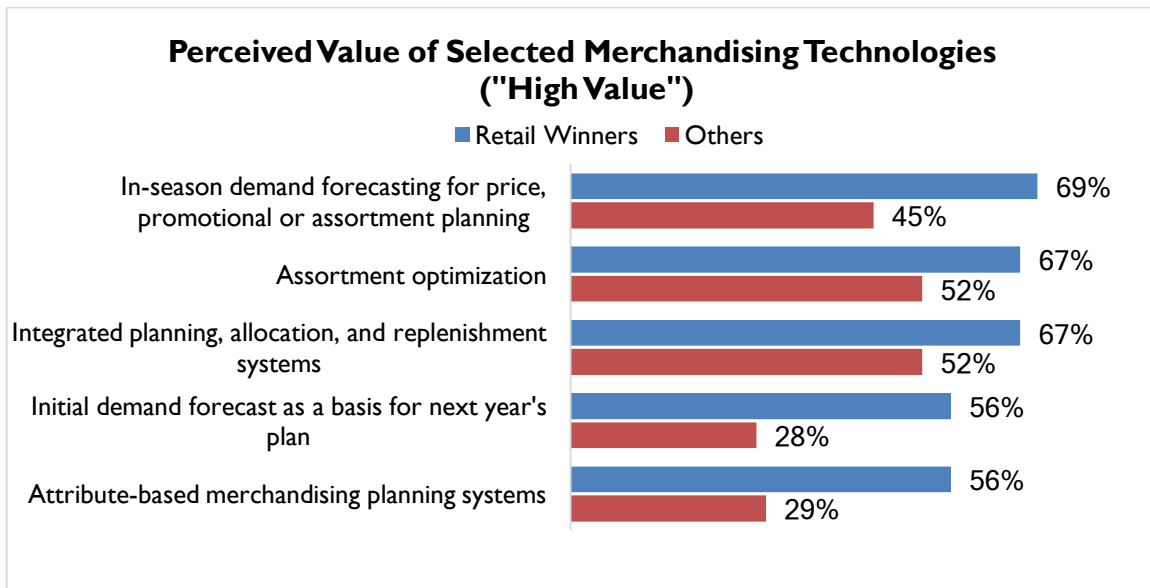 Perceived Value of Selected Merchandising Technologies
("High Value")
Retail Winners Others
In-season demand forecasting for price,
promotional or assortment planning
69%
45%
Assortment optimization
67%
52%
Integrated planning, allocation, and replenishment
systems
67%
52%
Initial demand forecast as a basis for next year's
plan
56%
28%
Attribute-based merchandising planning systems
56%
29%